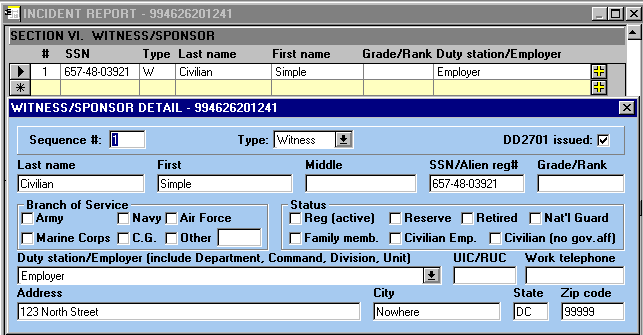 INCIDENT REPORT - 994626201241
SECTION VI. WITNESS/SPONSOR
# SSN Type Last name First name Grade/Rank Duty station/Employer
1 657-48-03921 W Civilian Simple Employer
WITNESS/SPONSOR DETAIL - 994626201241
Sequence #: 1 Type: Witness DD2701 issued:
Last name First Middle SSN/Alien reg# Grade/Rank
Civilian Simple 657-48-03921
Branch of Service Status
Army Navy Air Force Reg (active) Reserve Retired Nat'l Guard
Marine Corps C.G. Other Family memb. Civilian Emp. Civilian (no gov.aff)
Duty station/Employer (include Department, Command, Division, Unit) UIC/RUC Work telephone
Employer
Address City State Zip code
123 North Street Nowhere DC 99999